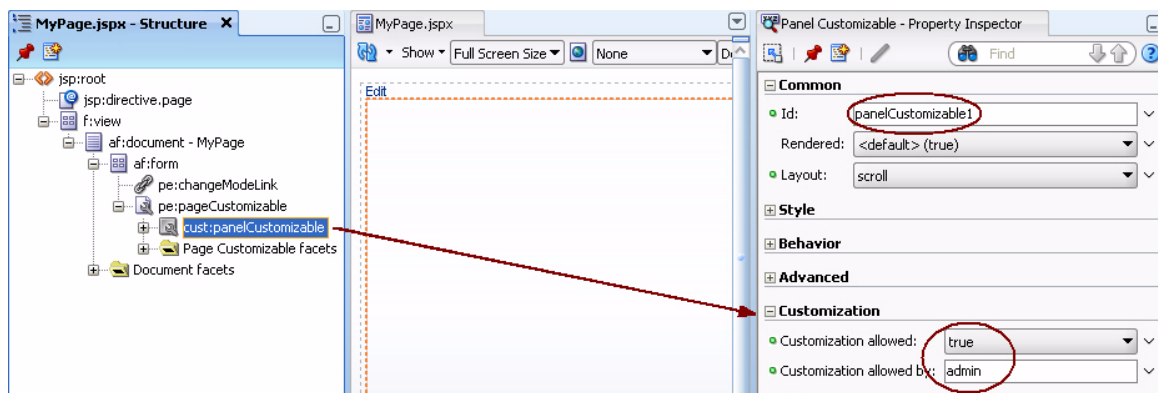 MyPage.jspx - Structure
jsp:root
jsp:directive.page
f:view
af:document - MyPage
af:form
pe:changeModeLink
pe:pageCustomizable
cust:panelCustomizable
Page Customizable facets
Document facets
MyPage.jspx
Show Full Screen Size None
Edit
Panel Customizable - Property Inspector
Find
Common
Id: panelCustomizable1
Rendered: <default> (true)
Layout: scroll
Style
Behavior
Advanced
Customization
Customization allowed: true
Customization allowed by: admin